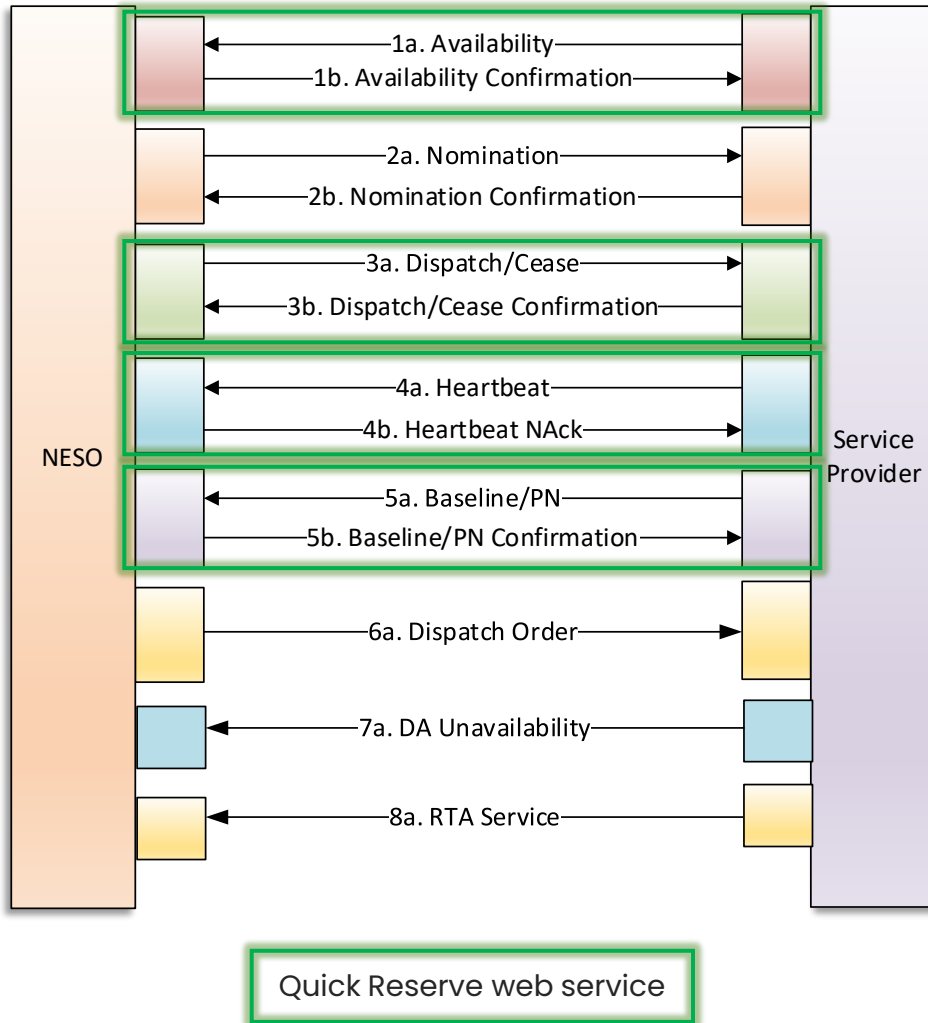 1a. Availability
1b. Availability Confirmation
2a. Nomination
2b. Nomination Confirmation
3a. Dispatch/Cease
3b. Dispatch/Cease Confirmation
4a. Heartbeat
4b. Heartbeat NAck
NESO
Service
Provider
5a. Baseline/PN
5b. Baseline/PN Confirmation
6a. Dispatch Order
7a. DA Unavailability
8a. RTA Service
Quick Reserve web service